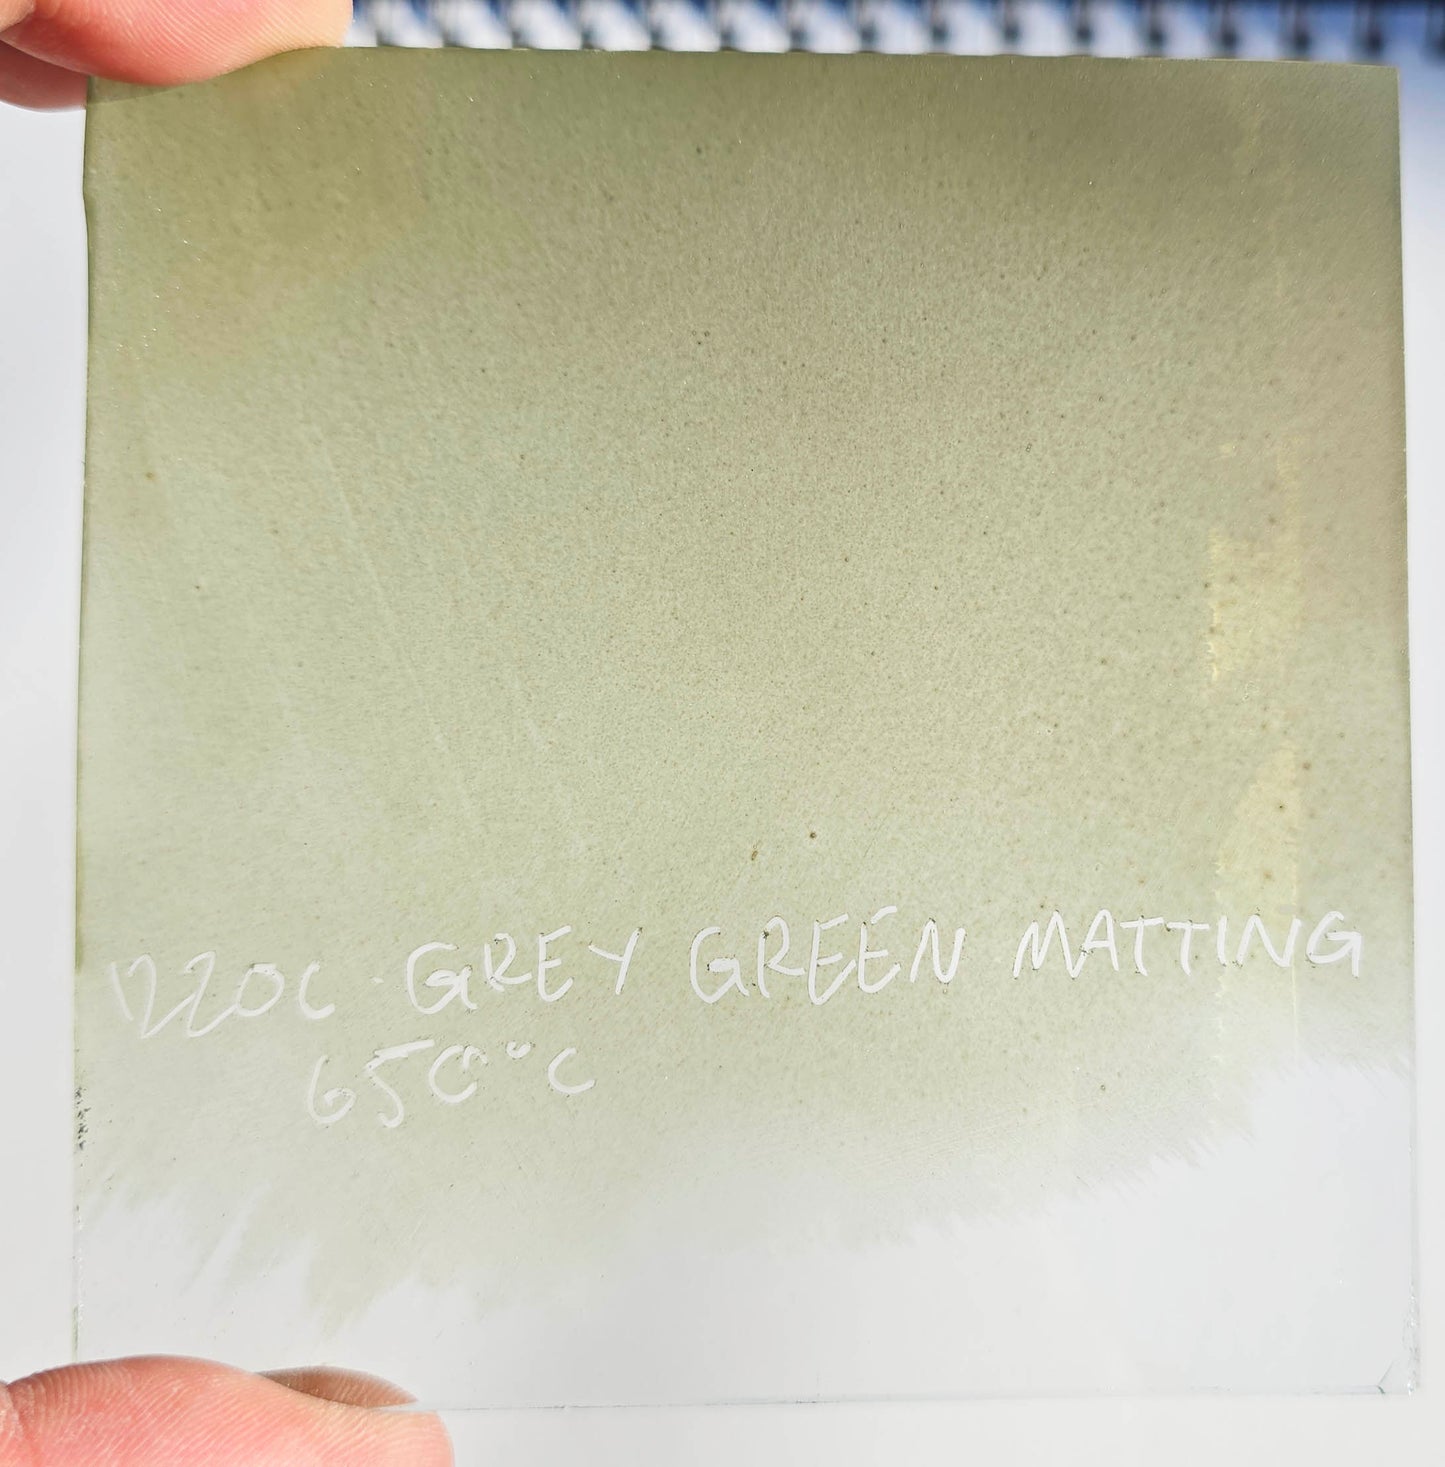 1220C · GREY GREEN MATTING
650°C